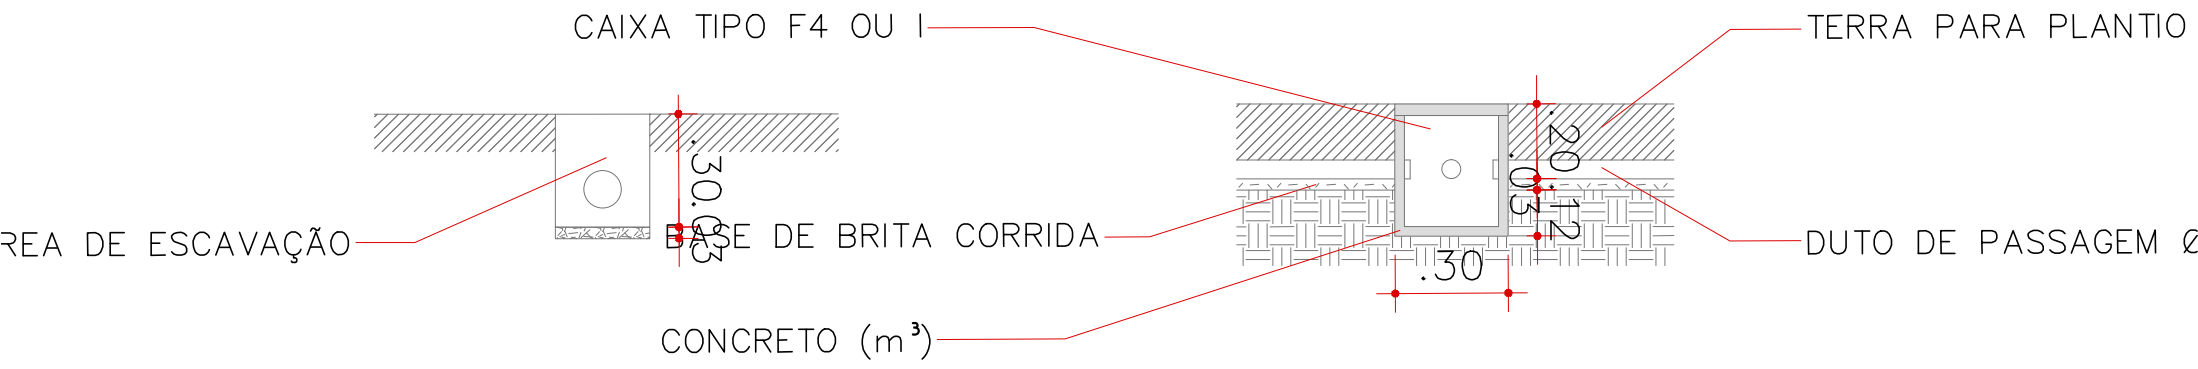 CAIXA TIPO F4 OU I
TERRA PARA PLANTIO
.30
.03
REA DE ESCAVAÇÃO
BASE DE BRITA CORRIDA
.20
.03
.12
DUTO DE PASSAGEM
.30
CONCRETO (m³)